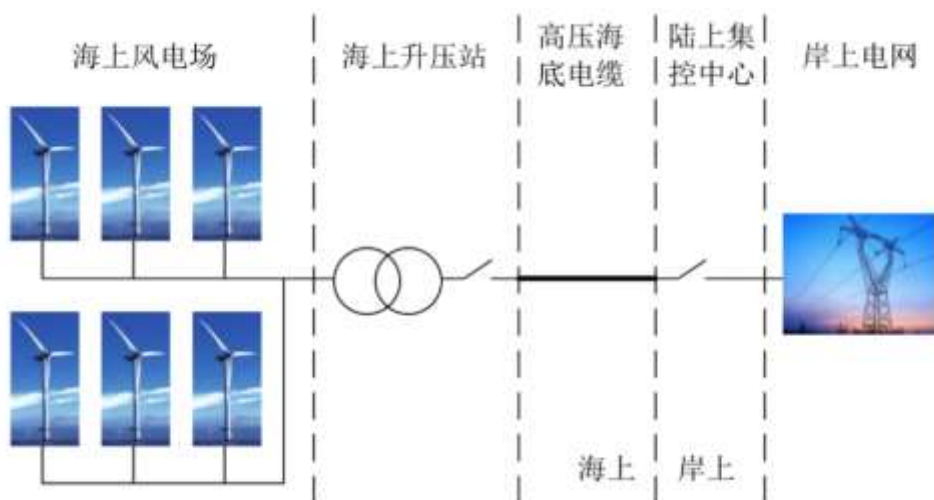 海上风电场
海上升压站
高压海
底电缆
陆上集
控中心
岸上电网
海上
岸上